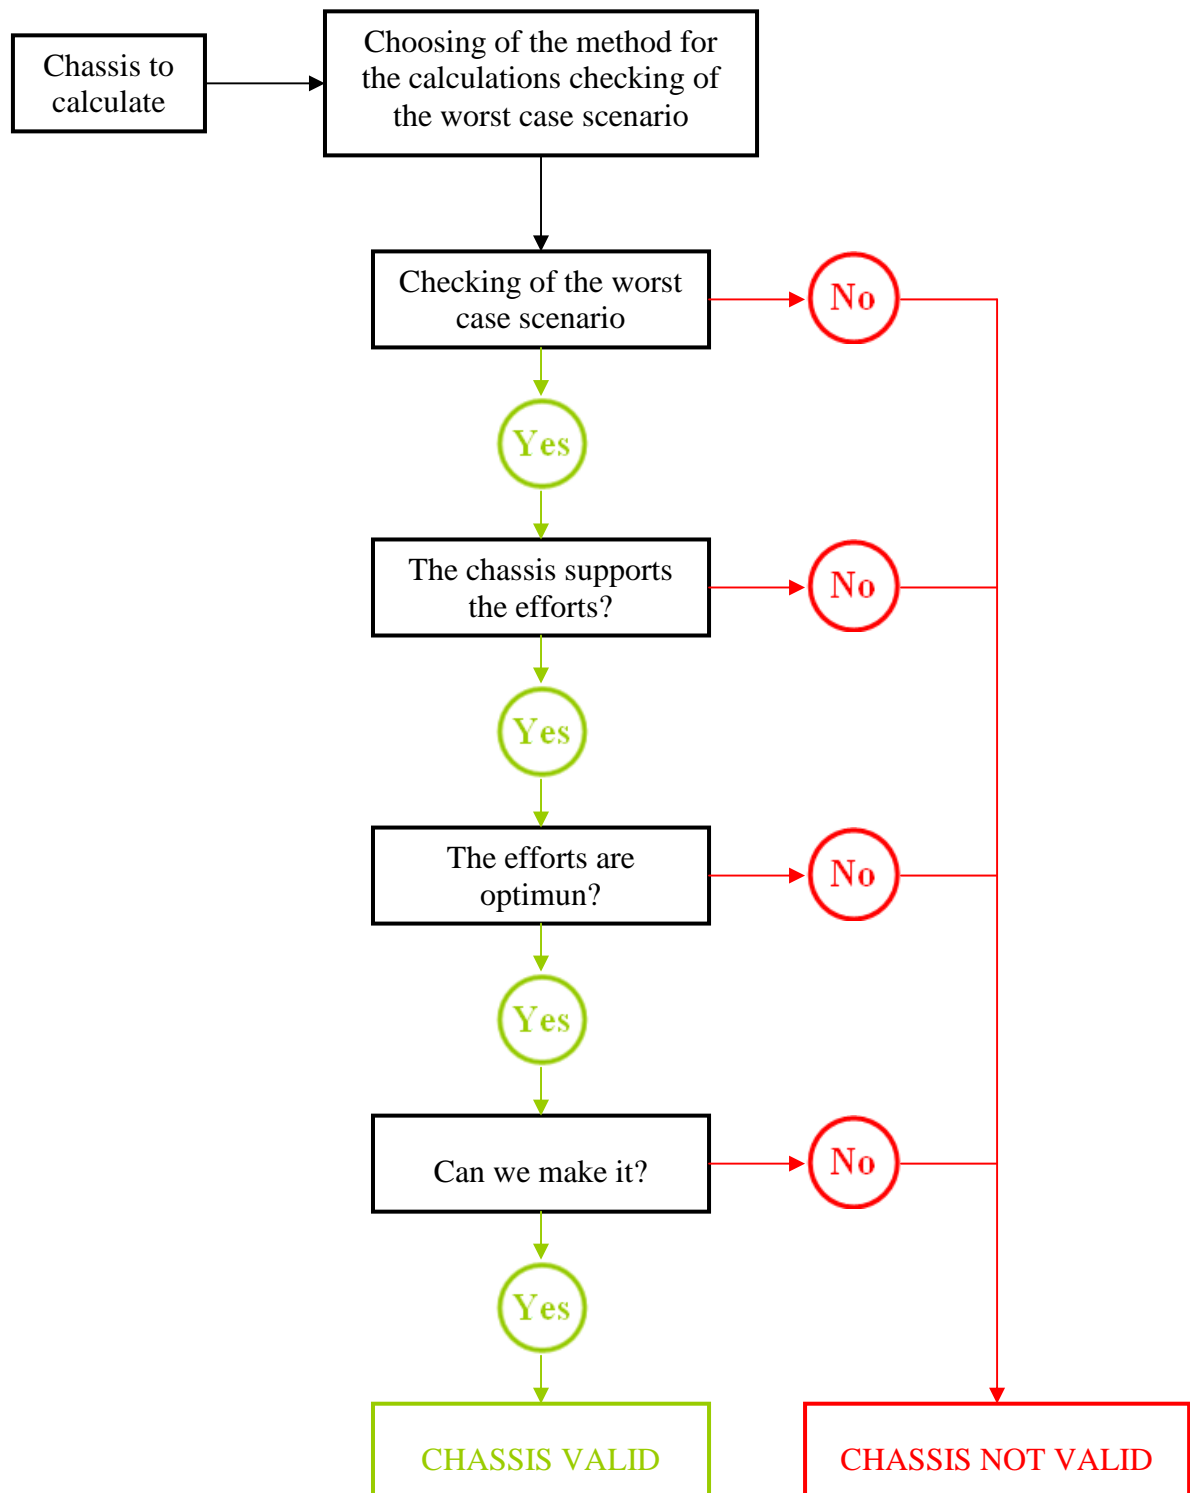 Chassis to
calculate
Choosing of the method for
the calculations checking of
the worst case scenario
Checking of the worst
case scenario
No
Yes
The chassis supports
the efforts?
No
Yes
The efforts are
optimun?
No
Yes
Can we make it?
No
Yes
CHASSIS VALID
CHASSIS NOT VALID